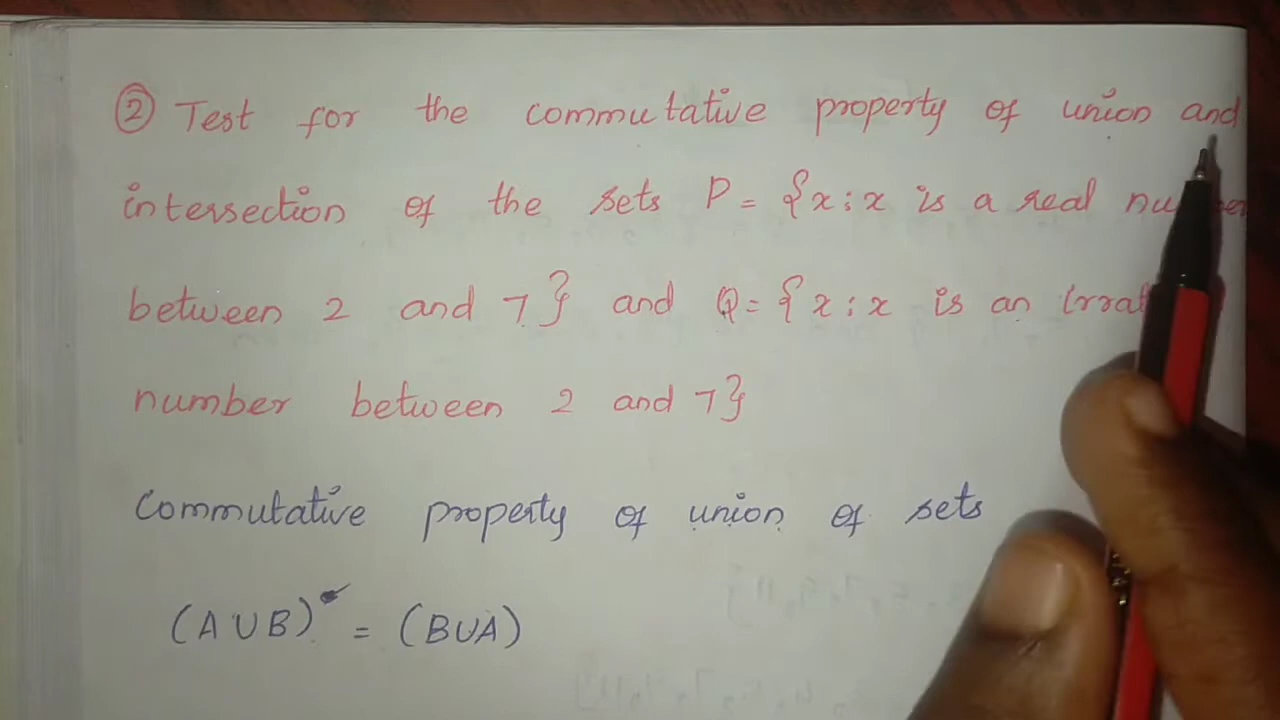 ② Test for the commutative property of union and
intersection of the sets P = {x : x is a real
between 2 and 7} and Q = {x : x is an
number between 2 and 7}
Commutative property of union of sets
(A ∪ B) = (B ∪ A)